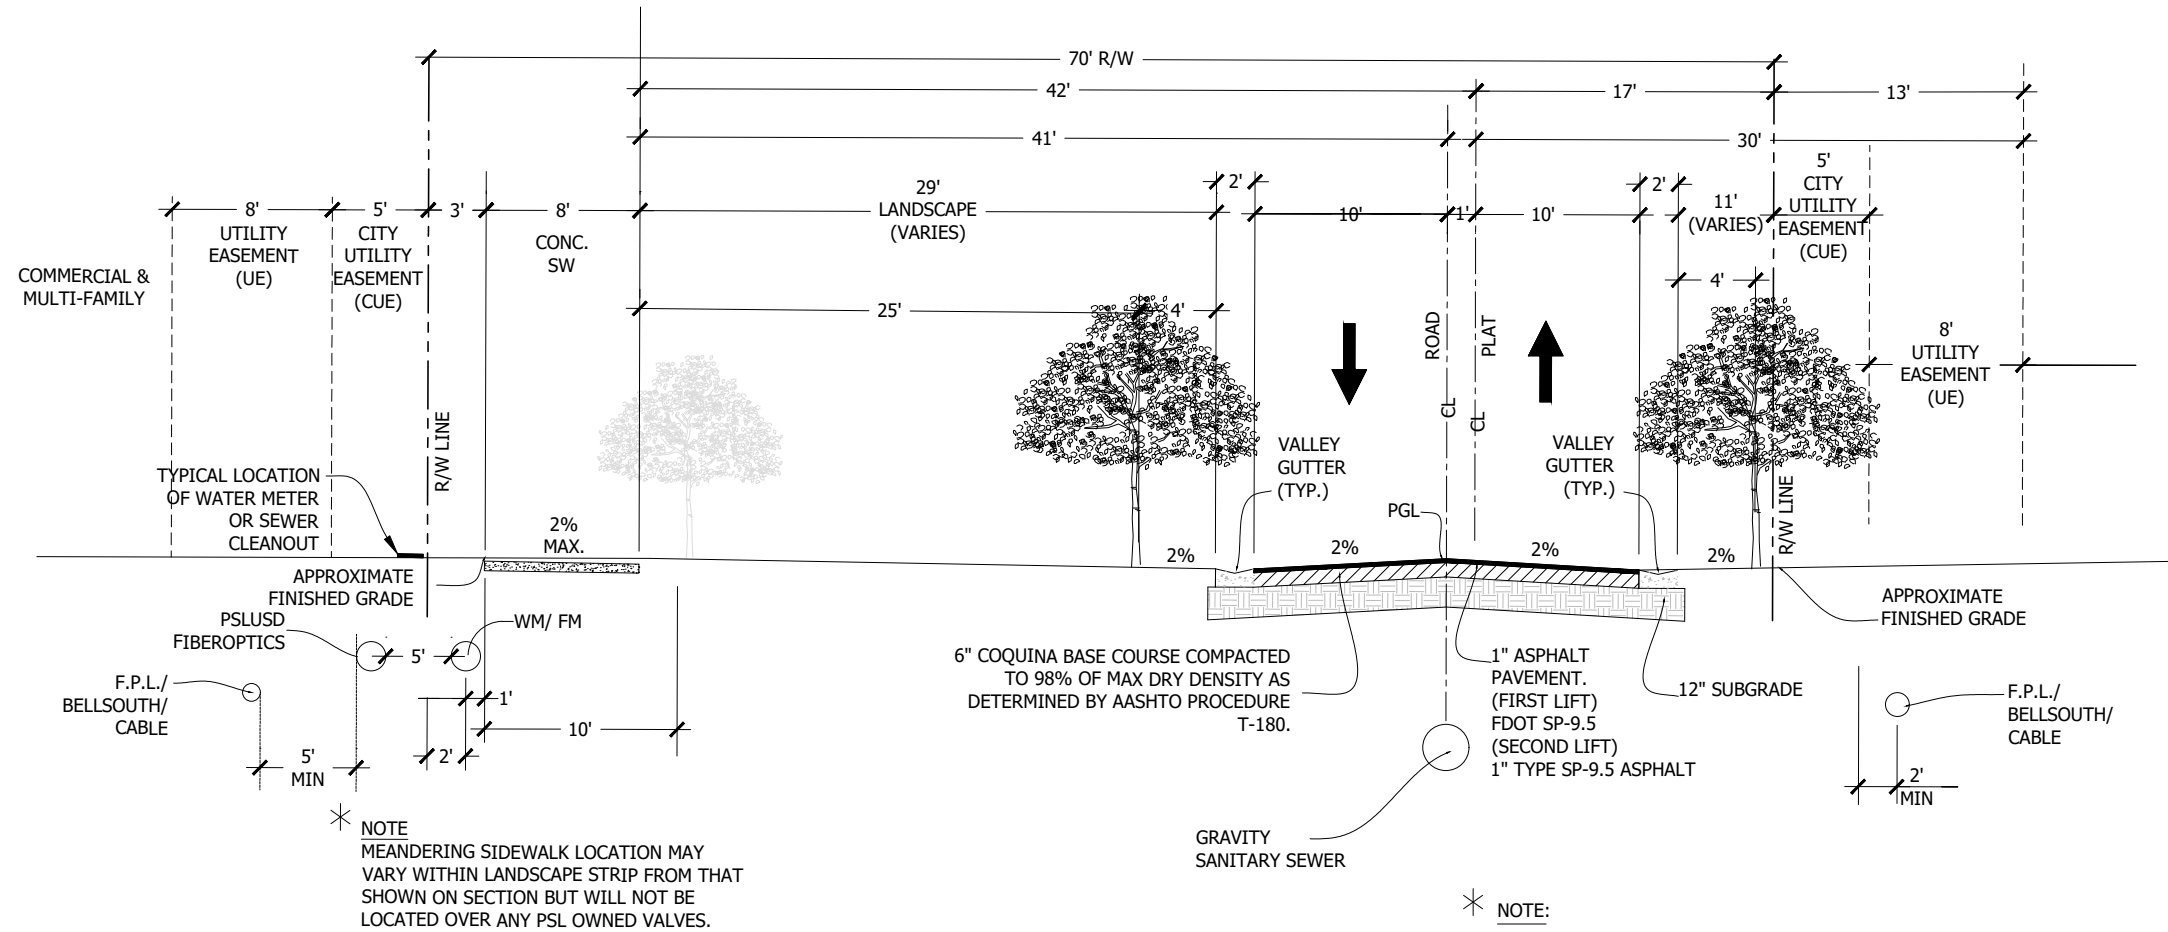 70' R/W
42'
17'
13'
41'
30'
8'
UTILITY
EASEMENT
(UE)
5'
CITY
UTILITY
EASEMENT
(CUE)
3'
8'
CONC.
SW
29'
LANDSCAPE
(VARIES)
2'
10'
1'
10'
2'
11'
(VARIES)
5'
CITY
UTILITY
EASEMENT
(CUE)
COMMERCIAL &
MULTI-FAMILY
25'
4'
4'
ROAD
CL
PLAT
CL
8'
UTILITY
EASEMENT
(UE)
R/W LINE
TYPICAL LOCATION
OF WATER METER
OR SEWER
CLEANOUT
2%
MAX.
VALLEY
GUTTER
(TYP.)
PGL
VALLEY
GUTTER
(TYP.)
R/W LINE
2%
2%
2%
2%
APPROXIMATE
FINISHED GRADE
PSLUSD
FIBEROPTICS
5'
WM/ FM
F.P.L./
BELLSOUTH/
CABLE
1'
10'
2'
5'
MIN
6" COQUINA BASE COURSE COMPACTED
TO 98% OF MAX DRY DENSITY AS
DETERMINED BY AASHTO PROCEDURE
T-180.
1" ASPHALT
PAVEMENT.
(FIRST LIFT)
FDOT SP-9.5
(SECOND LIFT)
1" TYPE SP-9.5 ASPHALT
12" SUBGRADE
APPROXIMATE
FINISHED GRADE
F.P.L./
BELLSOUTH/
CABLE
2'
MIN
GRAVITY
SANITARY SEWER
* NOTE
MEANDERING SIDEWALK LOCATION MAY
VARY WITHIN LANDSCAPE STRIP FROM THAT
SHOWN ON SECTION BUT WILL NOT BE
LOCATED OVER ANY PSL OWNED VALVES.
* NOTE: